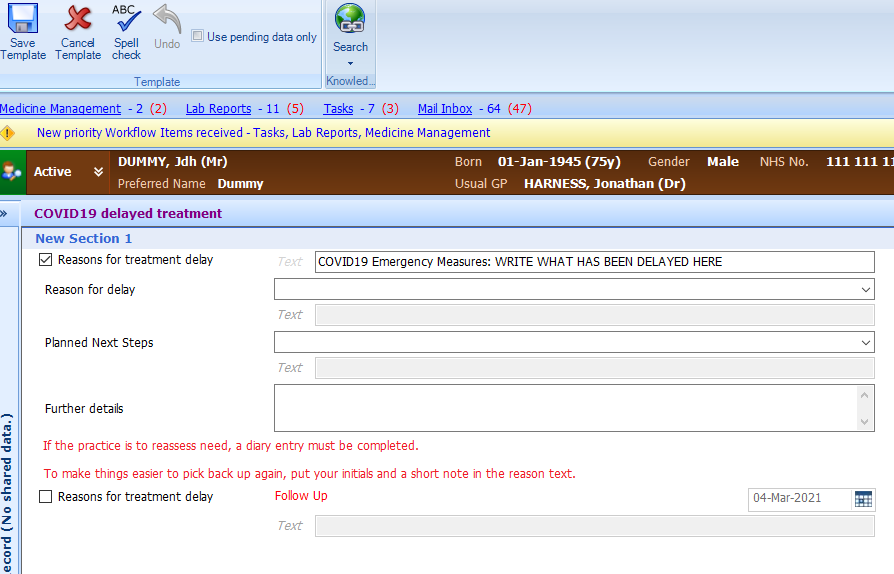 Save Template
Cancel Template
ABC
Spell check
Undo
Use pending data only
Search
Template
Knowled...
Medicine Management - 2 (2) Lab Reports - 11 (5) Tasks - 7 (3) Mail Inbox - 64 (47)
New priority Workflow Items received - Tasks, Lab Reports, Medicine Management
Active DUMMY, Jdh (Mr) Born 01-Jan-1945 (75y) Gender Male NHS No. 111 111 11
Preferred Name Dummy Usual GP HARNESS, Jonathan (Dr)
» COVID19 delayed treatment
New Section 1
Reasons for treatment delay Text COVID19 Emergency Measures: WRITE WHAT HAS BEEN DELAYED HERE
Reason for delay
Text
Planned Next Steps
Text
Further details
If the practice is to reassess need, a diary entry must be completed.
To make things easier to pick back up again, put your initials and a short note in the reason text.
Reasons for treatment delay Follow Up 04-Mar-2021
Text
ecord (No shared data.)